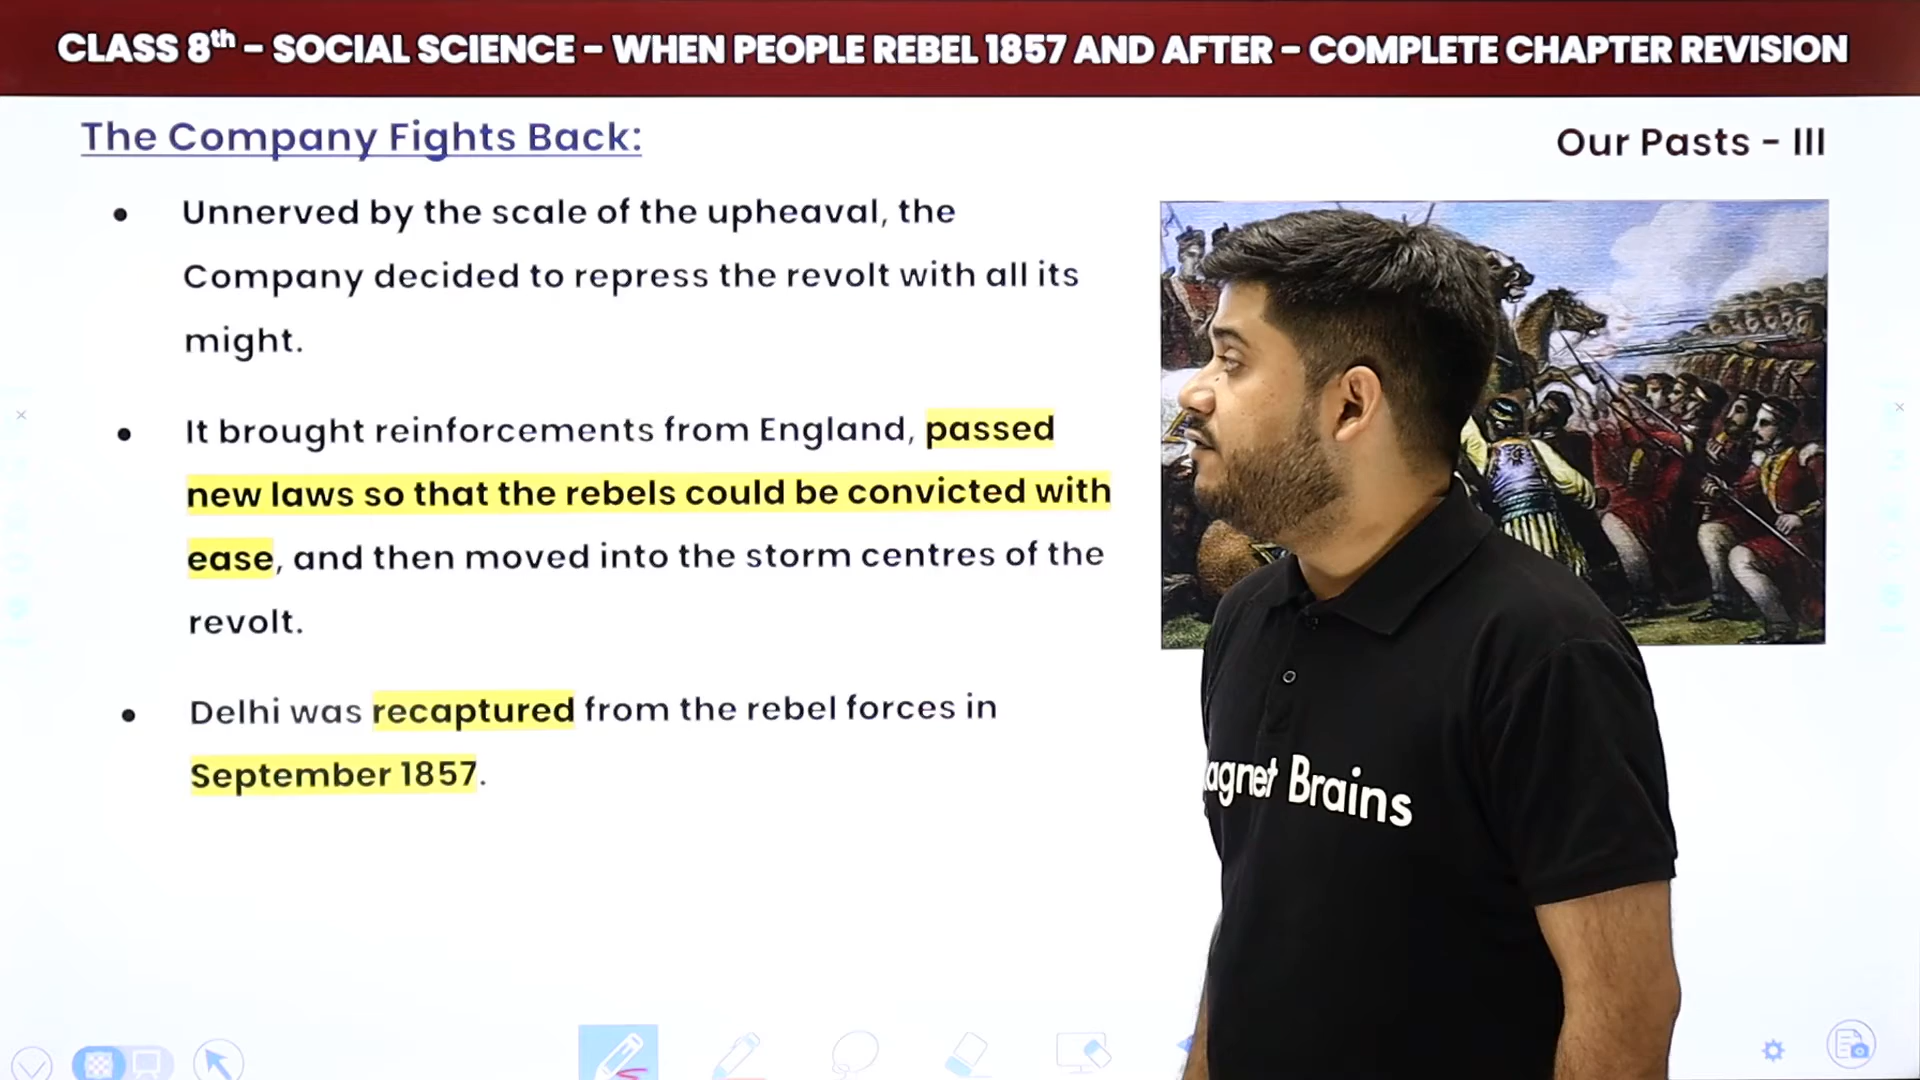 CLASS 8th – SOCIAL SCIENCE – WHEN PEOPLE REBEL 1857 AND AFTER – COMPLETE CHAPTER REVISION
The Company Fights Back:
Our Pasts - III
• Unnerved by the scale of the upheaval, the
Company decided to repress the revolt with all its
might.
• It brought reinforcements from England, passed
new laws so that the rebels could be convicted with
ease, and then moved into the storm centres of the
revolt.
• Delhi was recaptured from the rebel forces in
September 1857.
agnet Brains